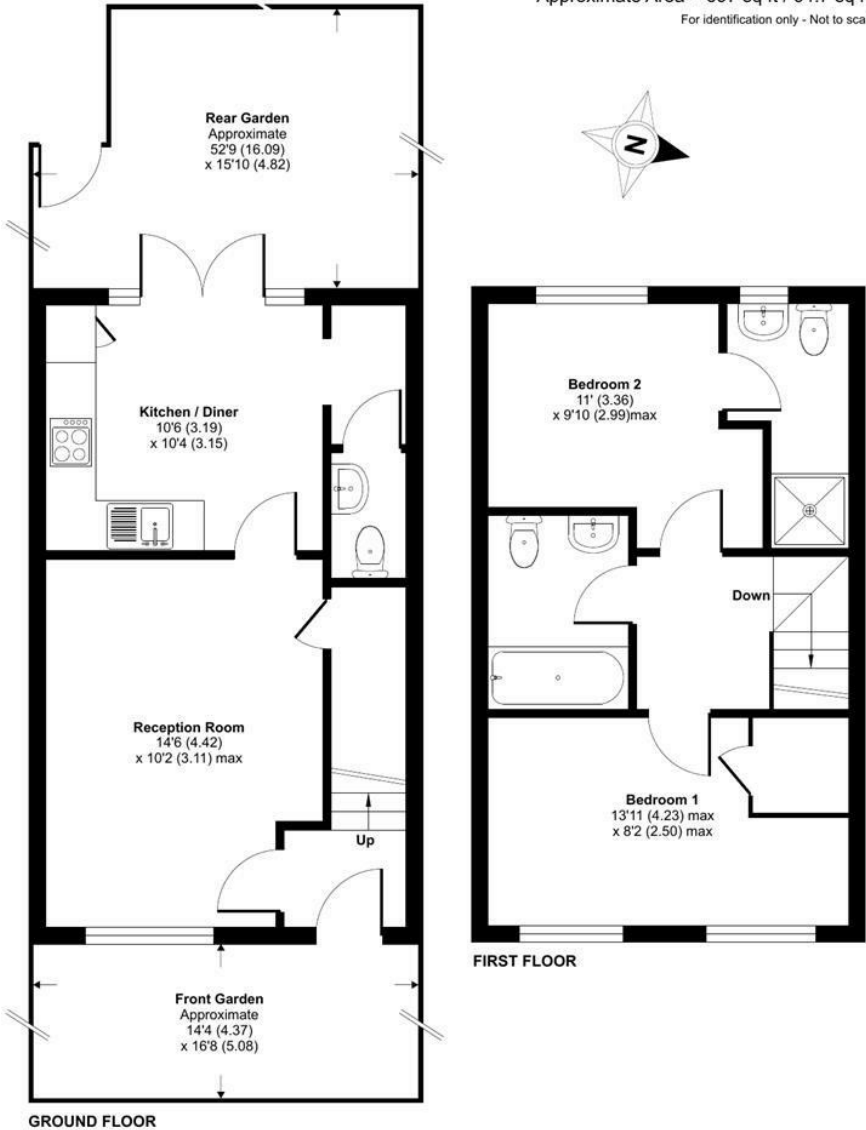 For identification only - Not to sca
N
Rear Garden
Approximate
52'9 (16.09)
x 15'10 (4.82)
Kitchen / Diner
10'6 (3.19)
x 10'4 (3.15)
Reception Room
14'6 (4.42)
x 10'2 (3.11) max
Up
Front Garden
Approximate
14'4 (4.37)
x 16'8 (5.08)
GROUND FLOOR
Bedroom 2
11' (3.36)
x 9'10 (2.99)max
Down
Bedroom 1
13'11 (4.23) max
x 8'2 (2.50) max
FIRST FLOOR